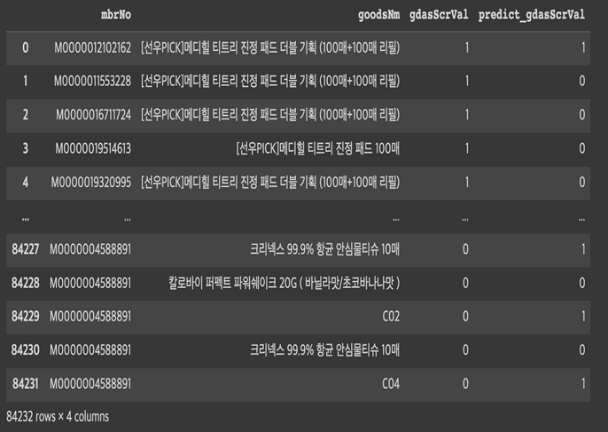 mbrNo goodsNm gdasScrVal predict_gdasScrVal
0 M0000012102162 [선우PICK]메디힐 티트리 진정 패드 더블 기획 (100매+100매 리필) 1 1
1 M0000011553228 [선우PICK]메디힐 티트리 진정 패드 더블 기획 (100매+100매 리필) 1 0
2 M0000016711724 [선우PICK]메디힐 티트리 진정 패드 더블 기획 (100매+100매 리필) 1 0
3 M0000019514613 [선우PICK]메디힐 티트리 진정 패드 100매 1 0
4 M0000019320995 [선우PICK]메디힐 티트리 진정 패드 더블 기획 (100매+100매 리필) 1 0
... ... ... ... ...
84227 M0000004588891 크리넥스 99.9% 항균 안심물티슈 10매 0 1
84228 M0000004588891 칼로바이 퍼펙트 파워쉐이크 20G ( 바닐라맛/초코바나나맛 ) 0 0
84229 M0000004588891 C02 0 1
84230 M0000004588891 크리넥스 99.9% 항균 안심물티슈 10매 0 0
84231 M0000004588891 C04 0 1
84232 rows × 4 columns